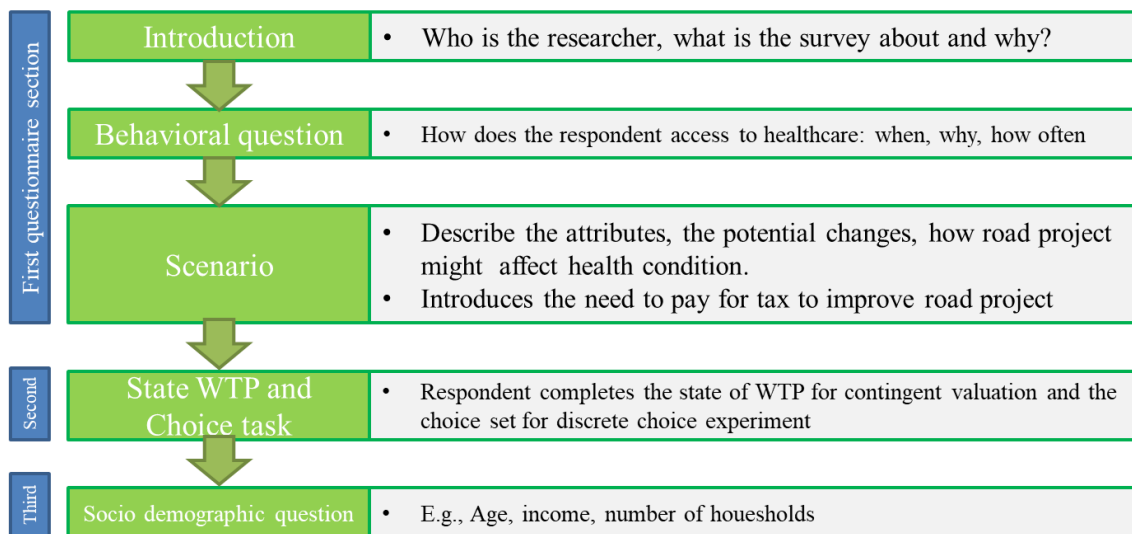 First questionnaire section
Introduction
• Who is the researcher, what is the survey about and why?
Behavioral question
• How does the respondent access to healthcare: when, why, how often
Scenario
• Describe the attributes, the potential changes, how road project
might affect health condition.
• Introduces the need to pay for tax to improve road project
Second
State WTP and
Choice task
• Respondent completes the state of WTP for contingent valuation and the
choice set for discrete choice experiment
Third
Socio demographic question
• E.g., Age, income, number of houesholds